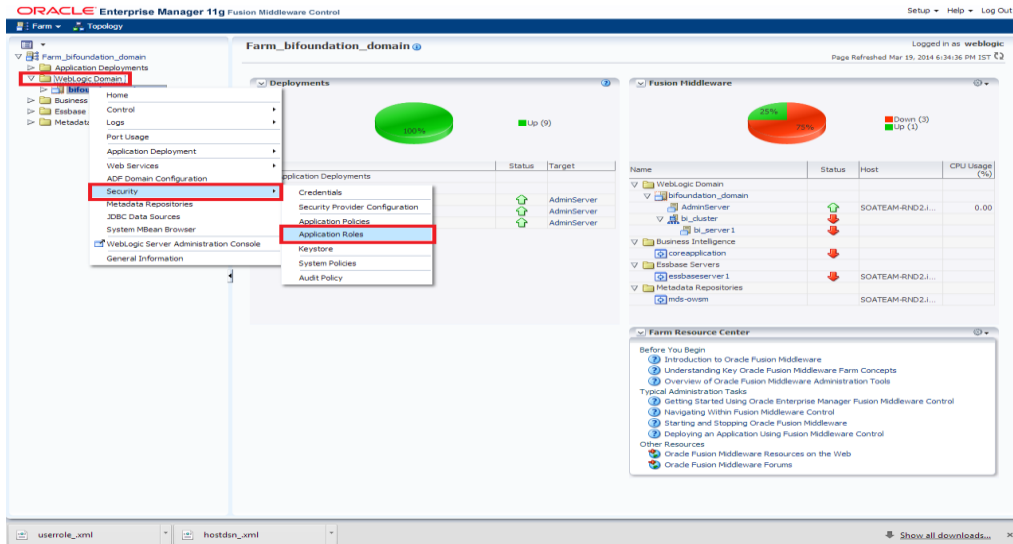 ORACLE Enterprise Manager 11g Fusion Middleware Control
Setup Help Log Out
Farm Topology
Farm_bifoundation_domain
Application Deployments
WebLogic Domain
Business
Essbase
Metadata
Home
Control
Logs
Port Usage
Application Deployment
Web Services
ADF Domain Configuration
Security
Metadata Repositories
JDBC Data Sources
System MBean Browser
WebLogic Server Administration Console
General Information
Credentials
Security Provider Configuration
Application Policies
Application Roles
Keystore
System Policies
Audit Policy
Farm_bifoundation_domain
Logged in as weblogic
Page Refreshed Mar 19, 2014 6:34:36 PM IST
Deployments
100%
Up (9)
Status Target
Application Deployments
AdminServer
AdminServer
AdminServer
Fusion Middleware
25%
75%
Down (3)
Up (1)
Name Status Host CPU Usage (%)
WebLogic Domain
bifoundation_domain
AdminServer SOATEAM-RND2.i... 0.00
bi_cluster
bi_server1
Business Intelligence
coreapplication
Essbase Servers
essbaseserver1 SOATEAM-RND2.i...
Metadata Repositories
mds-owsm SOATEAM-RND2.i...
Farm Resource Center
Before You Begin
Introduction to Oracle Fusion Middleware
Understanding Key Oracle Fusion Middleware Farm Concepts
Overview of Oracle Fusion Middleware Administration Tools
Typical Administration Tasks
Getting Started Using Oracle Enterprise Manager Fusion Middleware Control
Navigating Within Fusion Middleware Control
Starting and Stopping Oracle Fusion Middleware
Deploying an Application Using Fusion Middleware Control
Other Resources
Oracle Fusion Middleware Resources on the Web
Oracle Fusion Middleware Forums
userrole_.xml
hostdsn_.xml
Show all downloads...